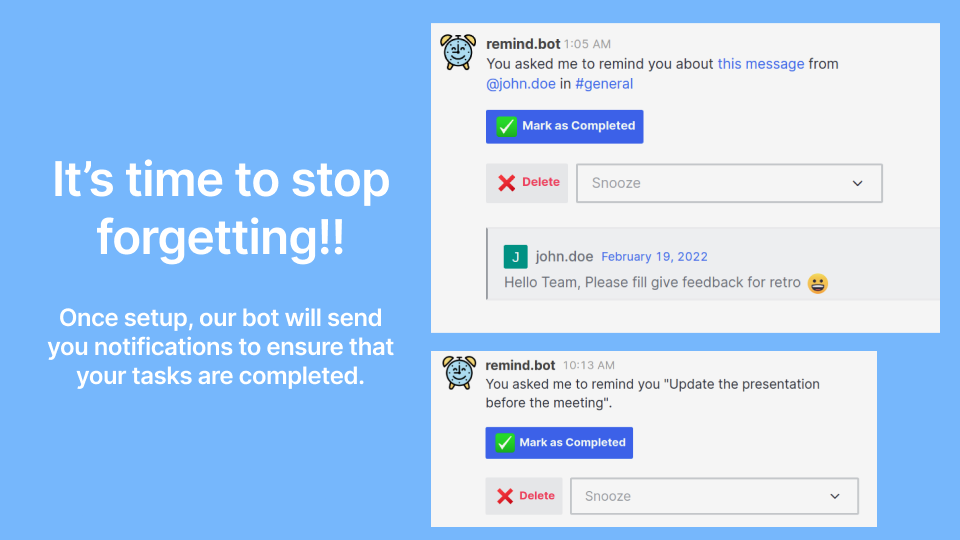 It’s time to stop
forgetting!!
Once setup, our bot will send
you notifications to ensure that
your tasks are completed.
remind.bot 1:05 AM
You asked me to remind you about this message from
@john.doe in #general
Mark as Completed
Delete
Snooze
J john.doe February 19, 2022
Hello Team, Please fill give feedback for retro
remind.bot 10:13 AM
You asked me to remind you "Update the presentation
before the meeting".
Mark as Completed
Delete
Snooze